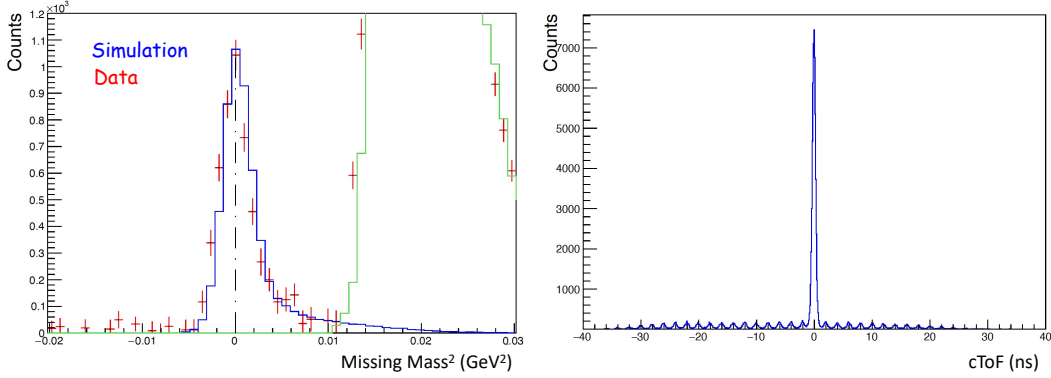 ×10³
Counts
1.2
1.1
1
0.9
0.8
0.7
0.6
0.5
0.4
0.3
0.2
0.1
0
Simulation
Data
−0.02 −0.01 0 0.01 0.02 0.03
Missing Mass² (GeV²)
Counts
7000
6000
5000
4000
3000
2000
1000
0
−40 −30 −20 −10 0 10 20 30 40
cToF (ns)